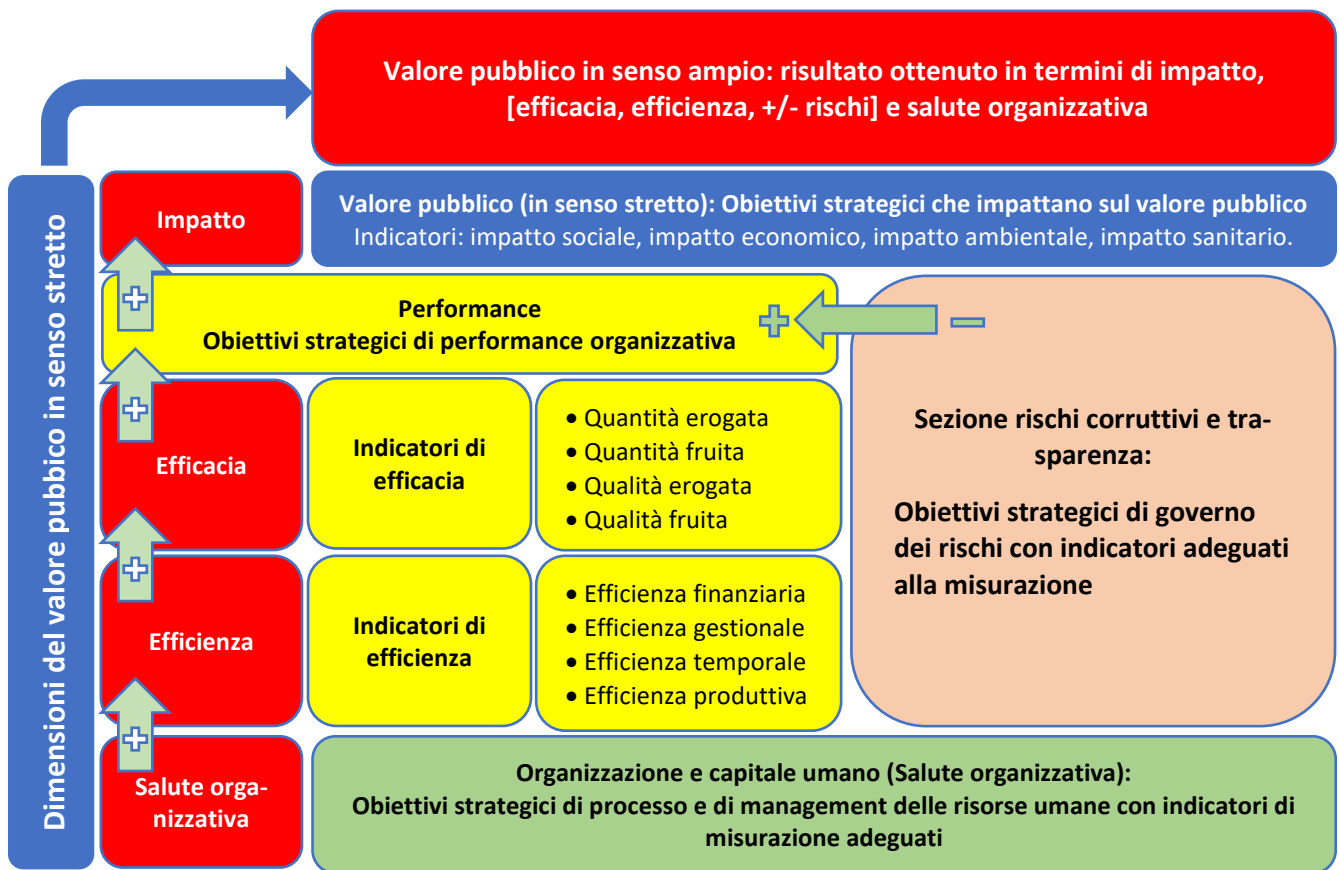 Valore pubblico in senso ampio: risultato ottenuto in termini di impatto,
[efficacia, efficienza, +/- rischi] e salute organizzativa
Dimensioni del valore pubbico in senso stretto
Impatto
Valore pubblico (in senso stretto): Obiettivi strategici che impattano sul valore pubblico
Indicatori: impatto sociale, impatto economico, impatto ambientale, impatto sanitario.
Performance
Obiettivi strategici di performance organizzativa
Efficacia
Indicatori di
efficacia
• Quantità erogata
• Quantità fruita
• Qualità erogata
• Qualità fruita
Sezione rischi corruttivi e tra-
sparenza:
Obiettivi strategici di governo
dei rischi con indicatori adeguati
alla misurazione
Efficienza
Indicatori di
efficienza
• Efficienza finanziaria
• Efficienza gestionale
• Efficienza temporale
• Efficienza produttiva
Salute orga-
nizzativa
Organizzazione e capitale umano (Salute organizzativa):
Obiettivi strategici di processo e di management delle risorse umane con indicatori di
misurazione adeguati